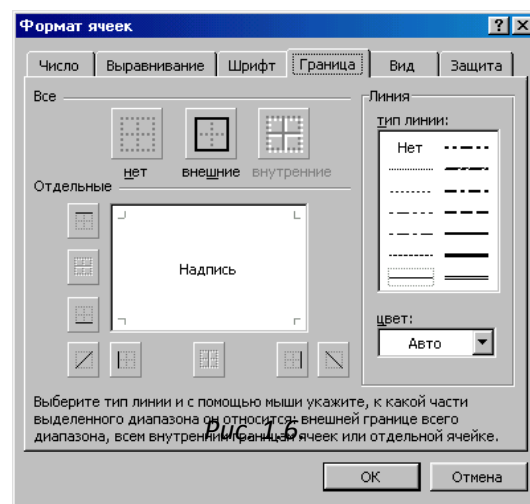 Формат ячеек
Число Выравнивание Шрифт Граница Вид Защита
Все
нет внешние внутренние
Отдельные
Надпись
Линия
тип линии:
Нет
цвет:
Авто
Выберите тип линии и с помощью мыши укажите, к какой части
выделенного диапазона он относится: внешней границе всего
диапазона, всем внутренним границам ячеек или отдельной ячейке.
Рис. 1.6.
ОК Отмена